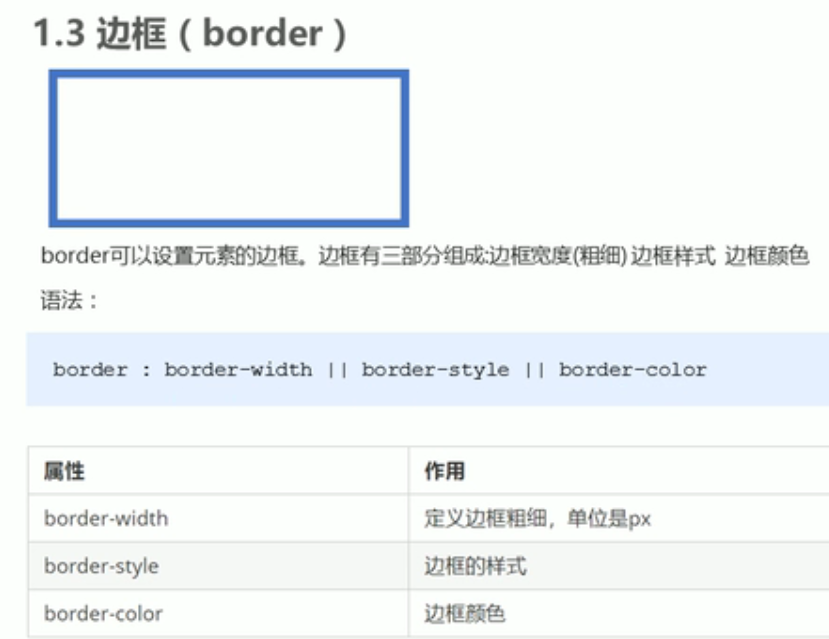 1.3 边框（border）
border可以设置元素的边框。边框有三部分组成:边框宽度(粗细) 边框样式 边框颜色
语法：
border : border-width || border-style || border-color
属性 作用
border-width 定义边框粗细，单位是px
border-style 边框的样式
border-color 边框颜色